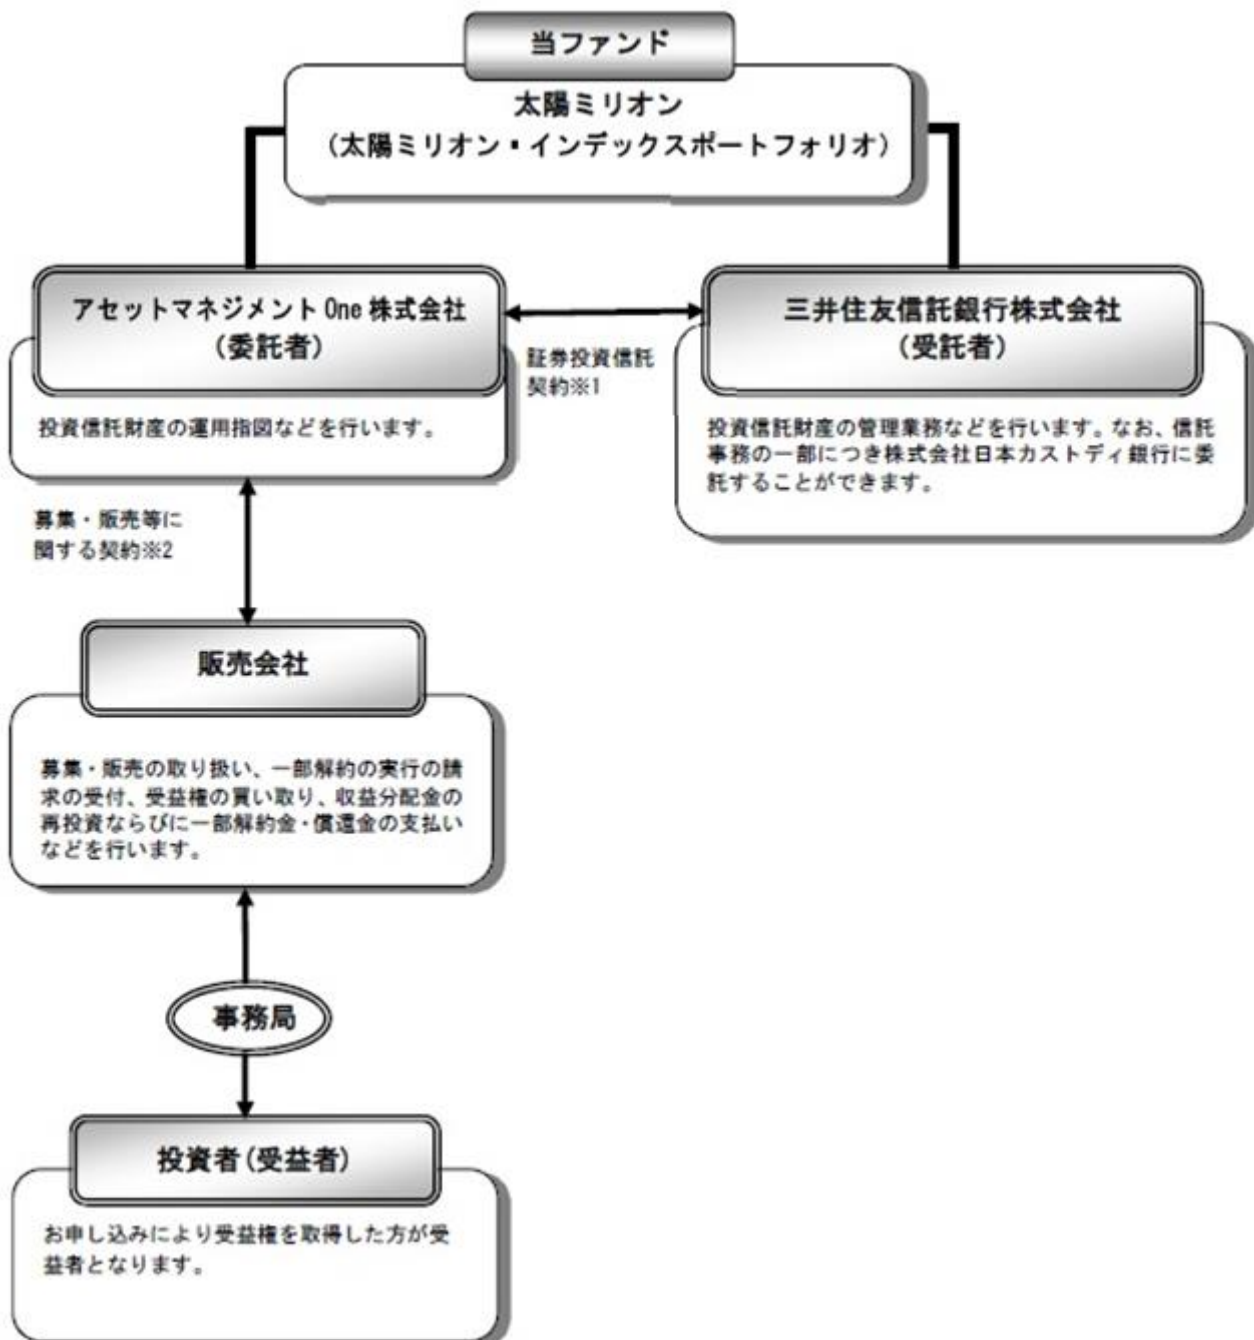 当ファンド
太陽ミリオン
（太陽ミリオン・インデックスポートフォリオ）
アセットマネジメント One 株式会社
（委託者）
投資信託財産の運用指図などを行います。
証券投資信託
契約※1
三井住友信託銀行株式会社
（受託者）
投資信託財産の管理業務などを行います。なお、信託
事務の一部につき株式会社日本カストディ銀行に委
託することができます。
募集・販売等に
関する契約※2
販売会社
募集・販売の取り扱い、一部解約の実行の請
求の受付、受益権の買い取り、収益分配金の
再投資ならびに一部解約金・償還金の支払い
などを行います。
事務局
投資者（受益者）
お申し込みにより受益権を取得した方が受
益者となります。